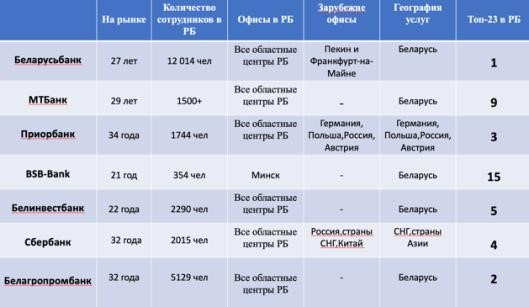 На рынке
Количество
сотрудников в
РБ
Офисы в РБ
Зарубежие
офисы
География
услуг
Топ-23 в РБ
Беларусьбанк
27 лет
12 014 чел
Все областные
центры РБ
Пекин и
Франкфурт-на-
Майне
Беларусь
1
МТБанк
29 лет
1500+
Все областные
центры РБ
-
Беларусь
9
Приорбанк
34 года
1744 чел
Все областные
центры РБ
Германия,
Польша,Россия,
Австрия
Германия,
Польша,Россия,
Австрия
3
BSB-Bank
21 год
354 чел
Минск
-
Беларусь
15
Белинвестбанк
22 года
2290 чел
Все областные
центры РБ
-
Беларусь
5
Сбербанк
32 года
2015 чел
Все областные
центры РБ
Россия,страны
СНГ,Китай
СНГ,страны
Азии
4
Белагропромбанк
32 года
5129 чел
Все областные
центры РБ
-
Беларусь
2